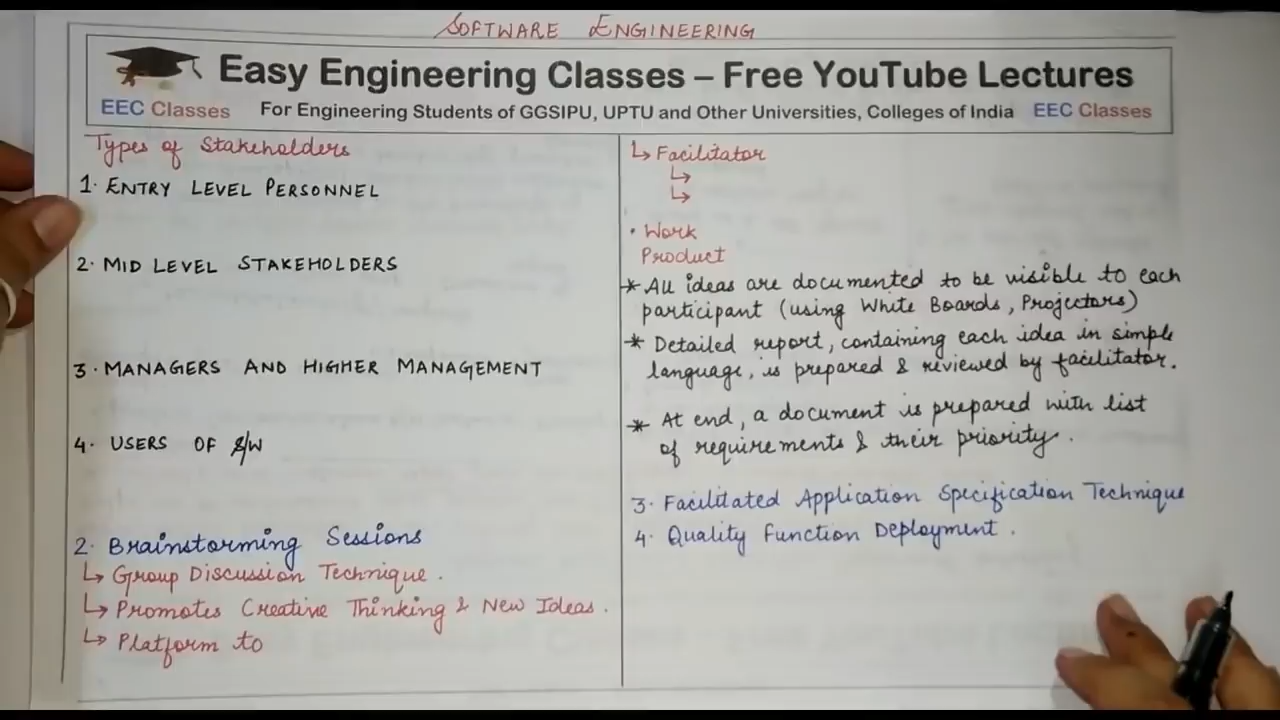 SOFTWARE ENGINEERING
Easy Engineering Classes – Free YouTube Lectures
EEC Classes For Engineering Students of GGSIPU, UPTU and Other Universities, Colleges of India EEC Classes
Types of Stakeholders
1. ENTRY LEVEL PERSONNEL
2. MID LEVEL STAKEHOLDERS
3. MANAGERS AND HIGHER MANAGEMENT
4. USERS OF S/W
2. Brainstorming Sessions
↳ Group Discussion Technique.
↳ Promotes Creative Thinking & New Ideas.
↳ Platform to
↳ Facilitator
↳
↳
• Work
Product
* All ideas are documented to be visible to each
participant (using White Boards, Projectors)
* Detailed report, containing each idea in simple
language, is prepared & reviewed by facilitator.
* At end, a document is prepared with list
of requirements & their priority.
3. Facilitated Application Specification Technique
4. Quality Function Deployment.